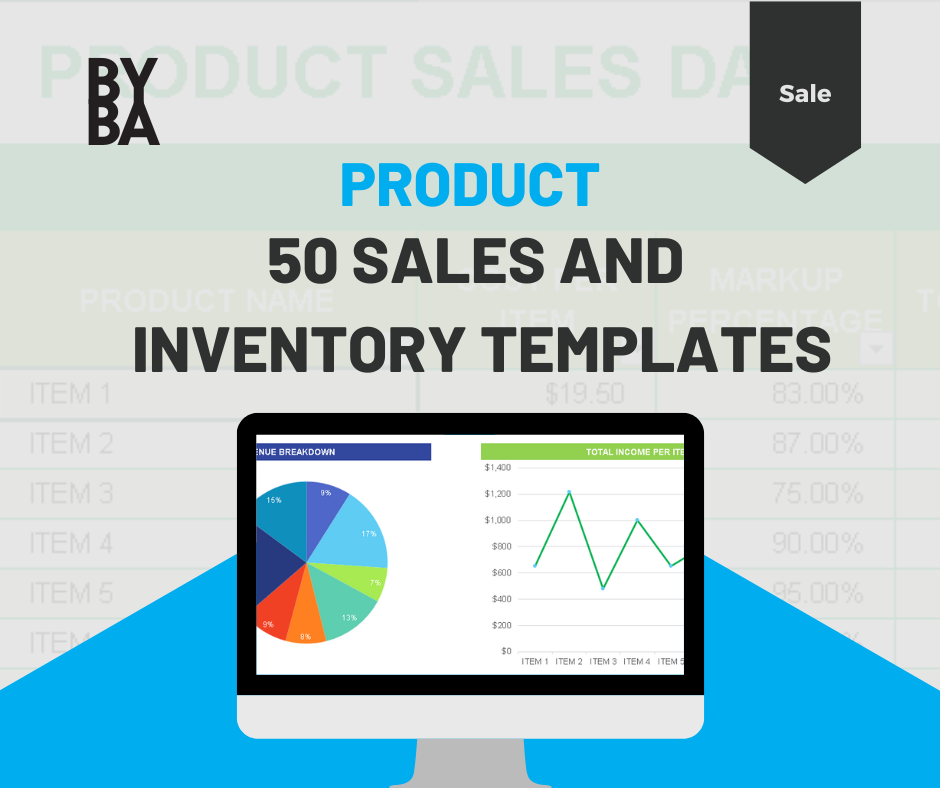 PRODUCT SALES DA
BY
BA
Sale
PRODUCT
50 SALES AND
INVENTORY TEMPLATES
PRODUCT NAME
ITEM
MARKUP
PERCENTAGE
ITEM 1 $19.50 83.00%
ITEM 2 87.00%
ITEM 3 75.00%
ITEM 4 90.00%
ITEM 5 95.00%
ENUE BREAKDOWN
15%
9%
17%
7%
13%
8%
9%
TOTAL INCOME PER ITE
$1,400
$1,200
$1,000
$800
$600
$400
$200
$0
ITEM 1 ITEM 2 ITEM 3 ITEM 4 ITEM 5